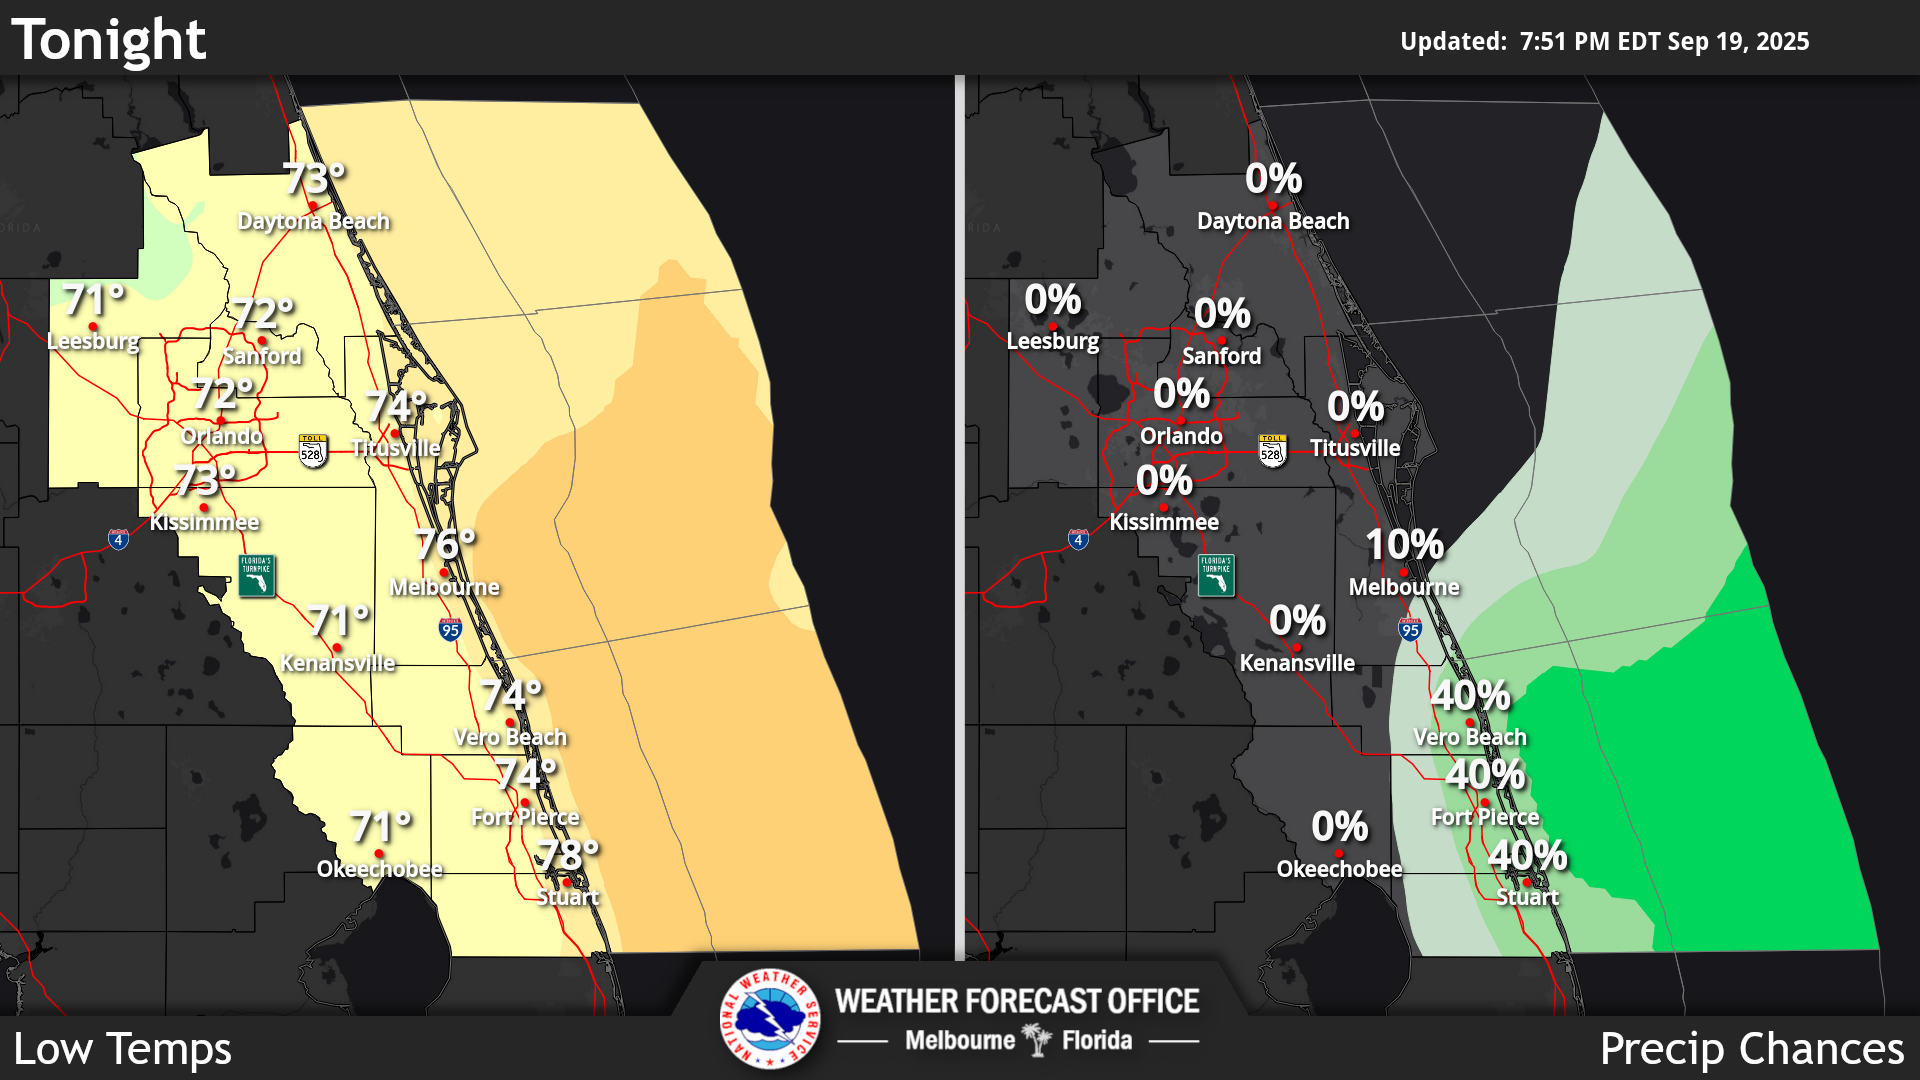 Tonight
Updated: 7:51 PM EDT Sep 19, 2025
73°
Daytona Beach
71°
Leesburg
72°
Sanford
72°
Orlando
74°
Titusville
TOLL
528
73°
Kissimmee
4
FLORIDA'S
TURNPIKE
76°
Melbourne
71°
Kenansville
95
74°
Vero Beach
74°
Fort Pierce
71°
Okeechobee
78°
Stuart
0%
Daytona Beach
0%
Leesburg
0%
Sanford
0%
Orlando
0%
Titusville
TOLL
528
0%
Kissimmee
4
FLORIDA'S
TURNPIKE
10%
Melbourne
0%
Kenansville
95
40%
Vero Beach
40%
Fort Pierce
0%
Okeechobee
40%
Stuart
Low Temps
NATIONAL WEATHER SERVICE
WEATHER FORECAST OFFICE
Melbourne Florida
Precip Chances